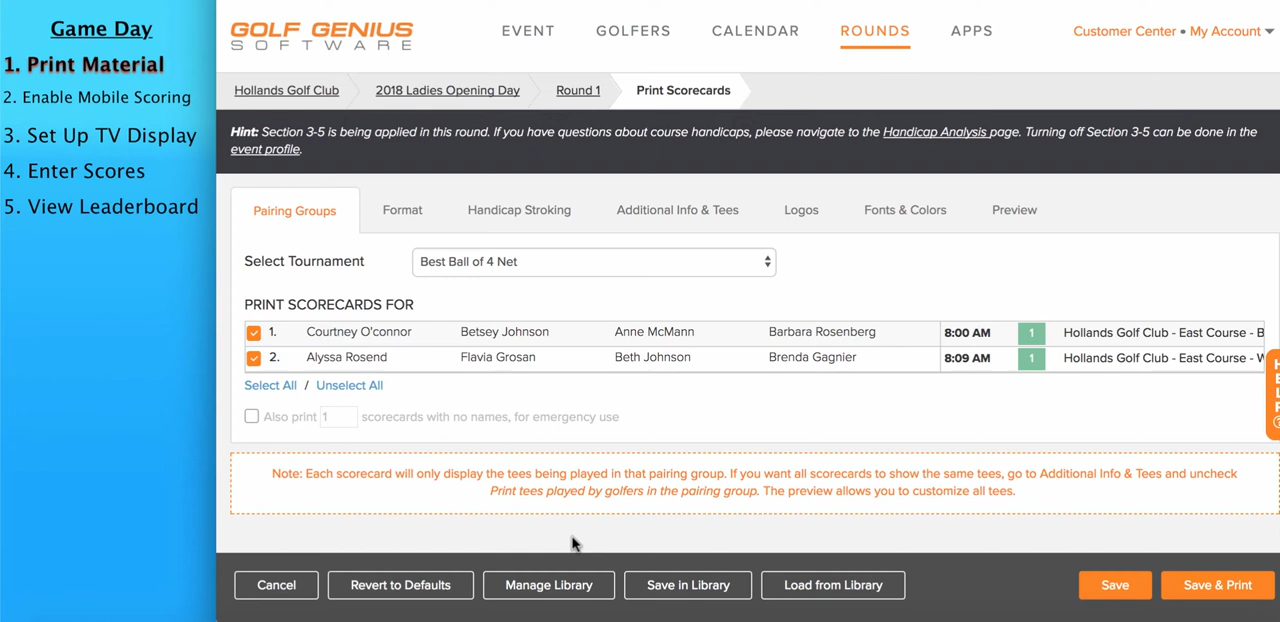 Game Day
1. Print Material
2. Enable Mobile Scoring
3. Set Up TV Display
4. Enter Scores
5. View Leaderboard
GOLF GENIUS
SOFTWARE
EVENT GOLFERS CALENDAR ROUNDS APPS
Customer Center • My Account
Hollands Golf Club 2018 Ladies Opening Day Round 1 Print Scorecards
Hint: Section 3-5 is being applied in this round. If you have questions about course handicaps, please navigate to the Handicap Analysis page. Turning off Section 3-5 can be done in the
event profile.
Pairing Groups Format Handicap Stroking Additional Info & Tees Logos Fonts & Colors Preview
Select Tournament Best Ball of 4 Net
PRINT SCORECARDS FOR
1. Courtney O'connor Betsey Johnson Anne McMann Barbara Rosenberg 8:00 AM 1 Hollands Golf Club - East Course - B
2. Alyssa Rosend Flavia Grosan Beth Johnson Brenda Gagnier 8:09 AM 1 Hollands Golf Club - East Course - W
Select All / Unselect All
Also print 1 scorecards with no names, for emergency use
HELP
Note: Each scorecard will only display the tees being played in that pairing group. If you want all scorecards to show the same tees, go to Additional Info & Tees and uncheck
Print tees played by golfers in the pairing group. The preview allows you to customize all tees.
Cancel Revert to Defaults Manage Library Save in Library Load from Library Save Save & Print